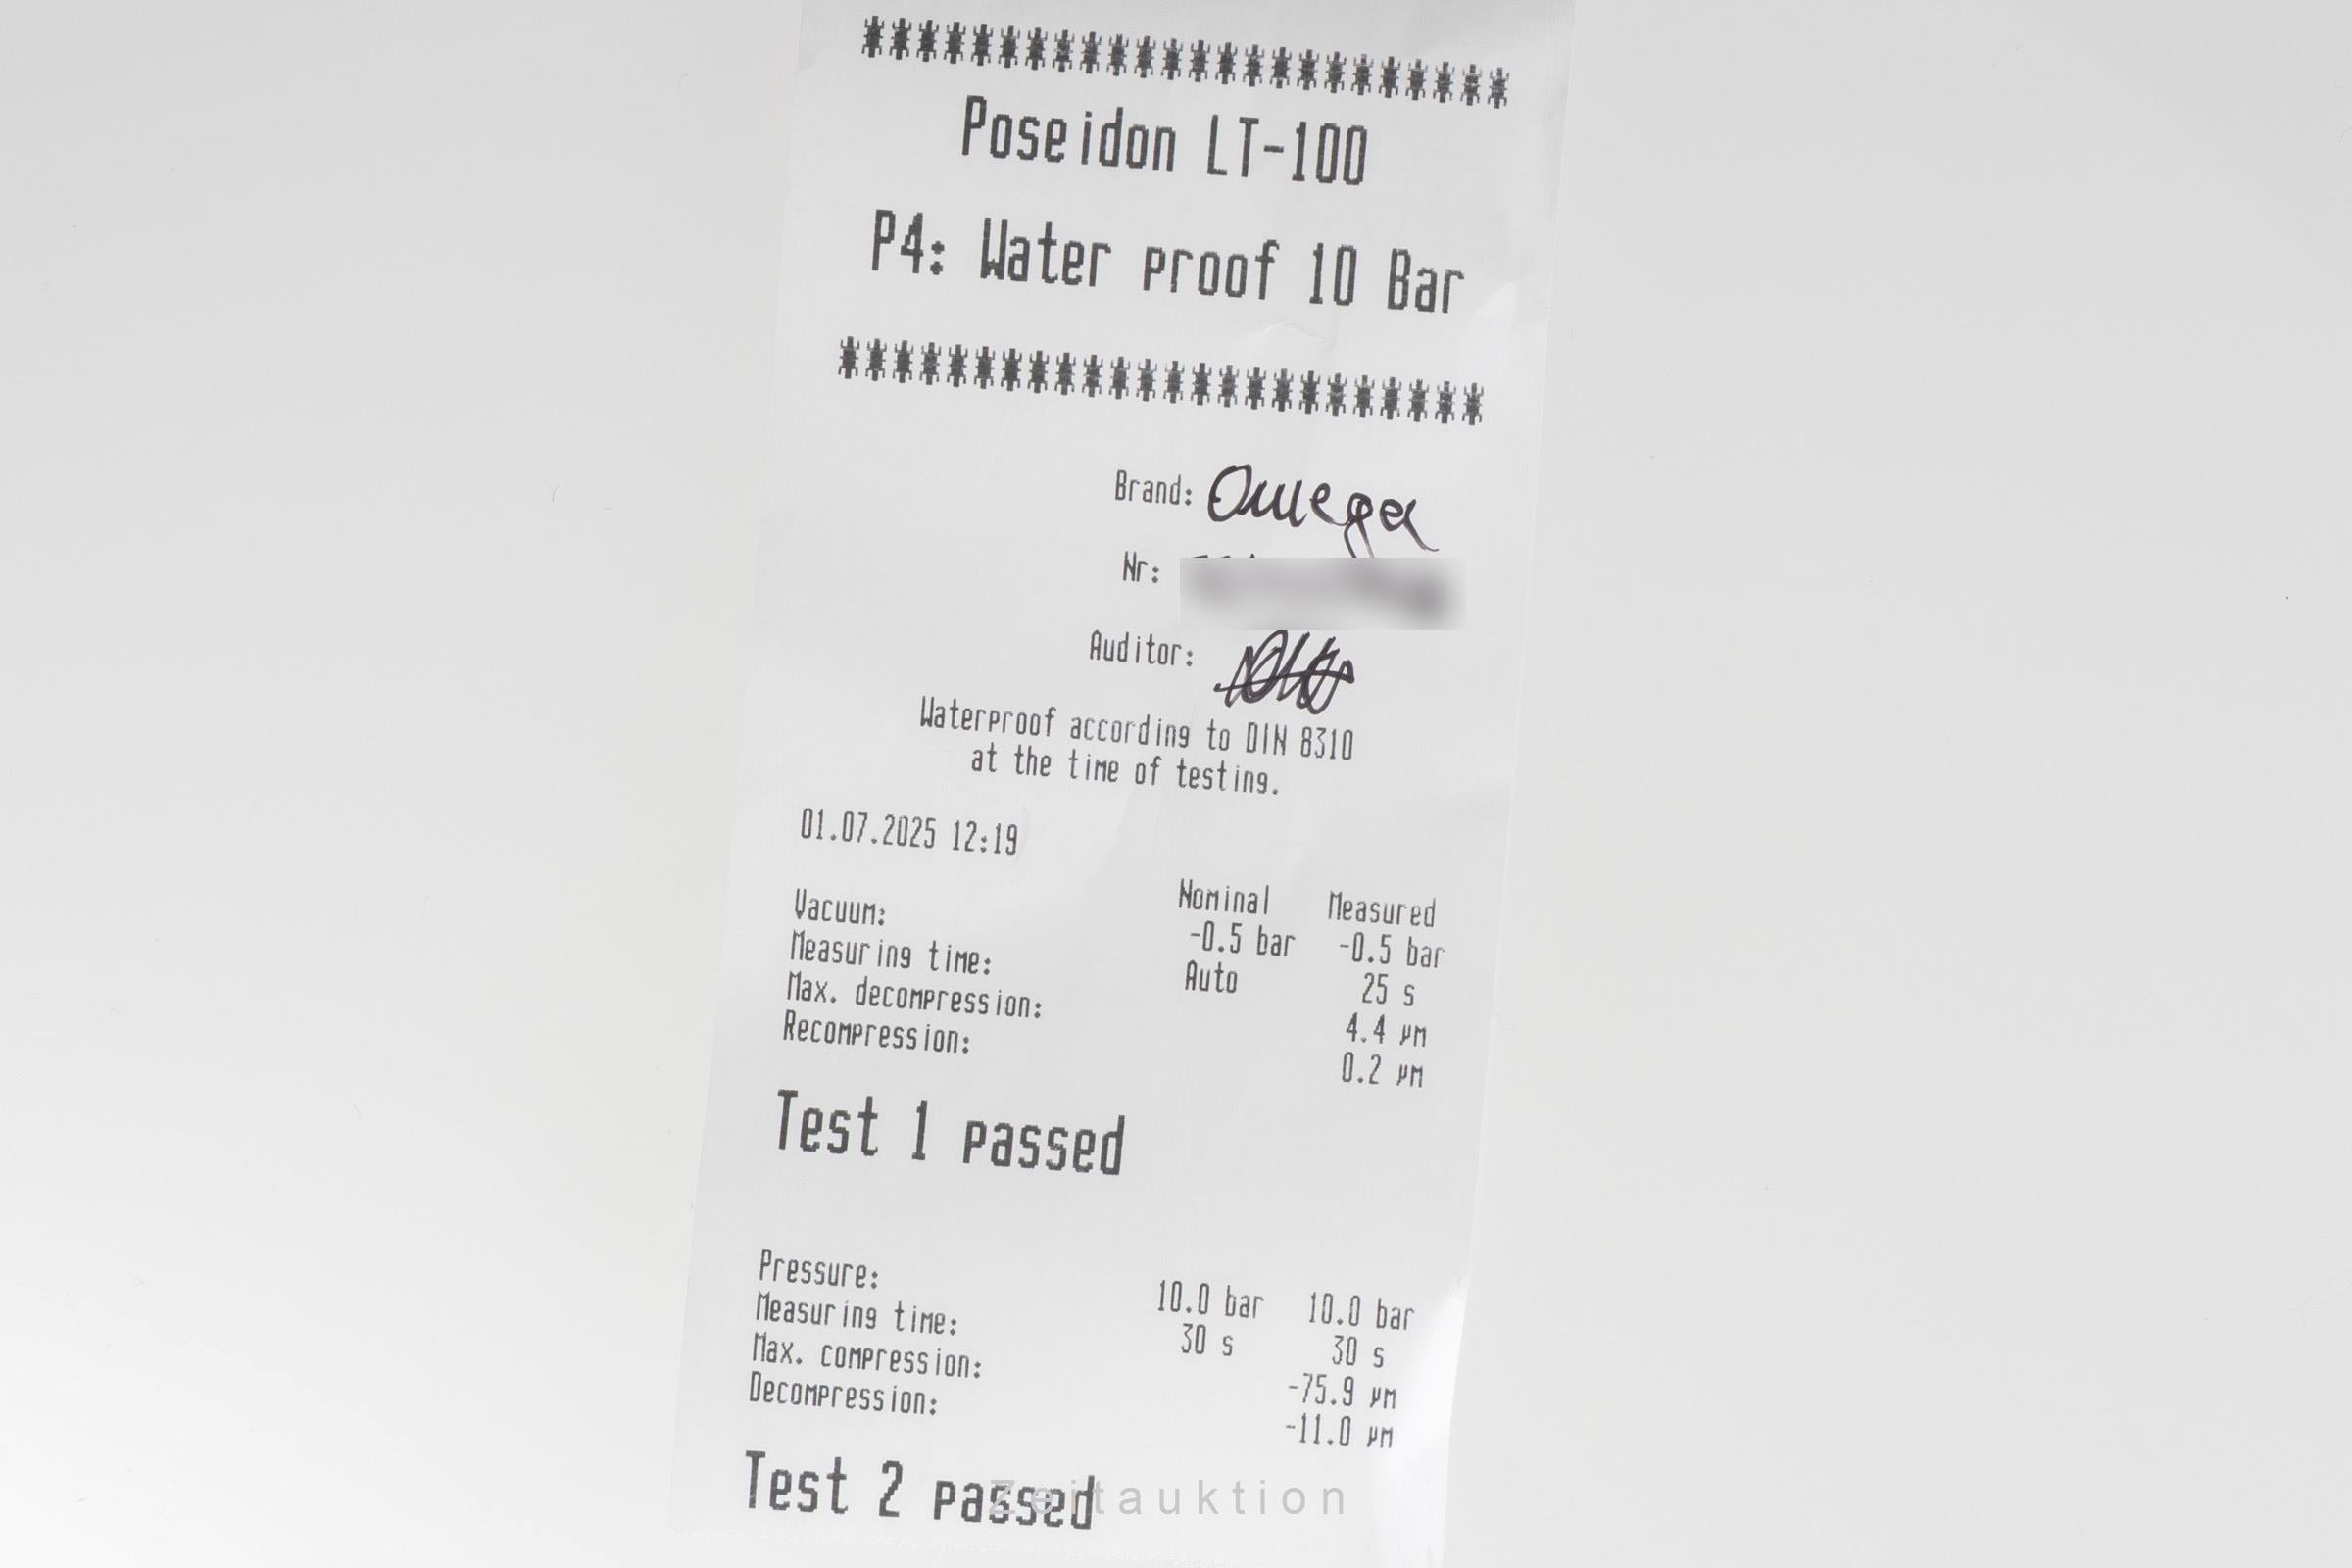 ************************
Poseidon LT-100
P4: Water proof 10 Bar
************************
Brand: Omega
Nr:
Auditor:
Waterproof according to DIN 8310
at the time of testing.
01.07.2025 12:19
Nominal Measured
Vacuum: -0.5 bar -0.5 bar
Measuring time: Auto 25 s
Max. decompression: 4.4 µm
Recompression: 0.2 µm
Test 1 passed
Pressure: 10.0 bar 10.0 bar
Measuring time: 30 s 30 s
Max. compression: -75.9 µm
Decompression: -11.0 µm
Test 2 passed
Zeitauktion